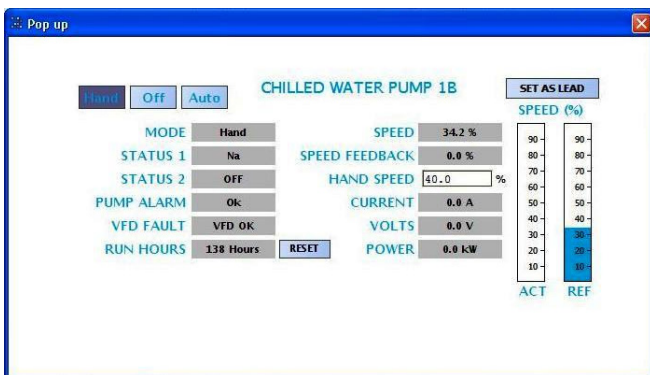 Pop up
Hand Off Auto
CHILLED WATER PUMP 1B
SET AS LEAD
SPEED (%)
MODE Hand SPEED 34.2 %
STATUS 1 Na SPEED FEEDBACK 0.0 %
STATUS 2 OFF HAND SPEED 40.0 %
PUMP ALARM Ok CURRENT 0.0 A
VFD FAULT VFD OK VOLTS 0.0 V
RUN HOURS 138 Hours RESET POWER 0.0 kW
90 - 90 -
80 - 80 -
70 - 70 -
60 - 60 -
50 - 50 -
40 - 40 -
30 - 30 -
20 - 20 -
10 - 10 -
ACT REF